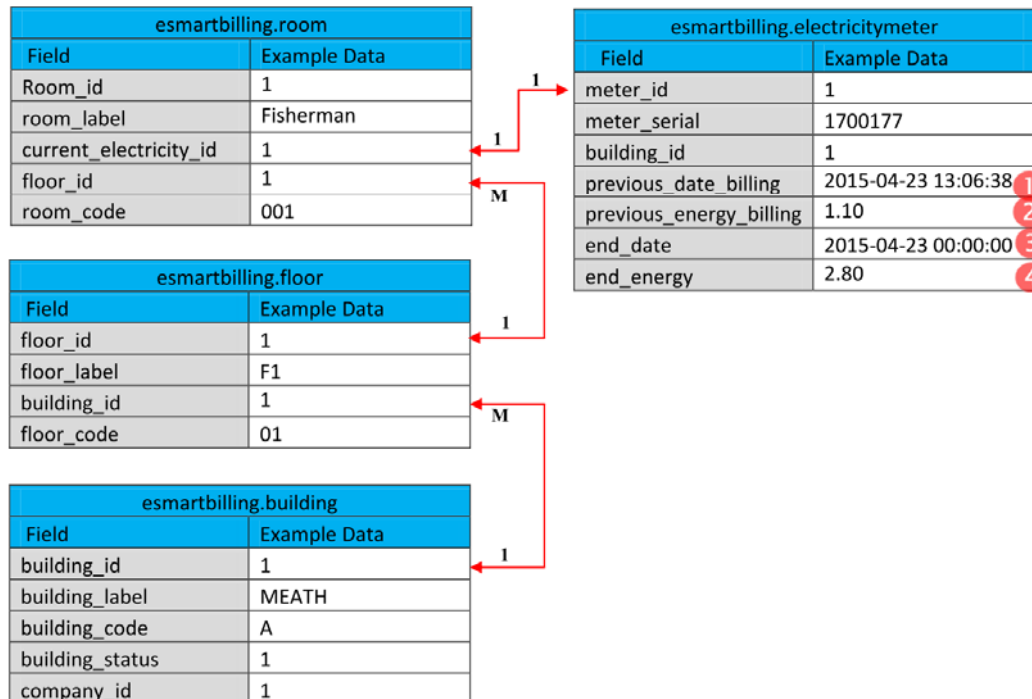 esmartbilling.room
Field Example Data
Room_id 1
room_label Fisherman
current_electricity_id 1
floor_id 1
room_code 001
esmartbilling.electricitymeter
Field Example Data
meter_id 1
meter_serial 1700177
building_id 1
previous_date_billing 2015-04-23 13:06:38 1
previous_energy_billing 1.10 2
end_date 2015-04-23 00:00:00 3
end_energy 2.80 4
1
1
M
esmartbilling.floor
Field Example Data
floor_id 1
floor_label F1
building_id 1
floor_code 01
1
M
esmartbilling.building
Field Example Data
building_id 1
building_label MEATH
building_code A
building_status 1
company_id 1
1